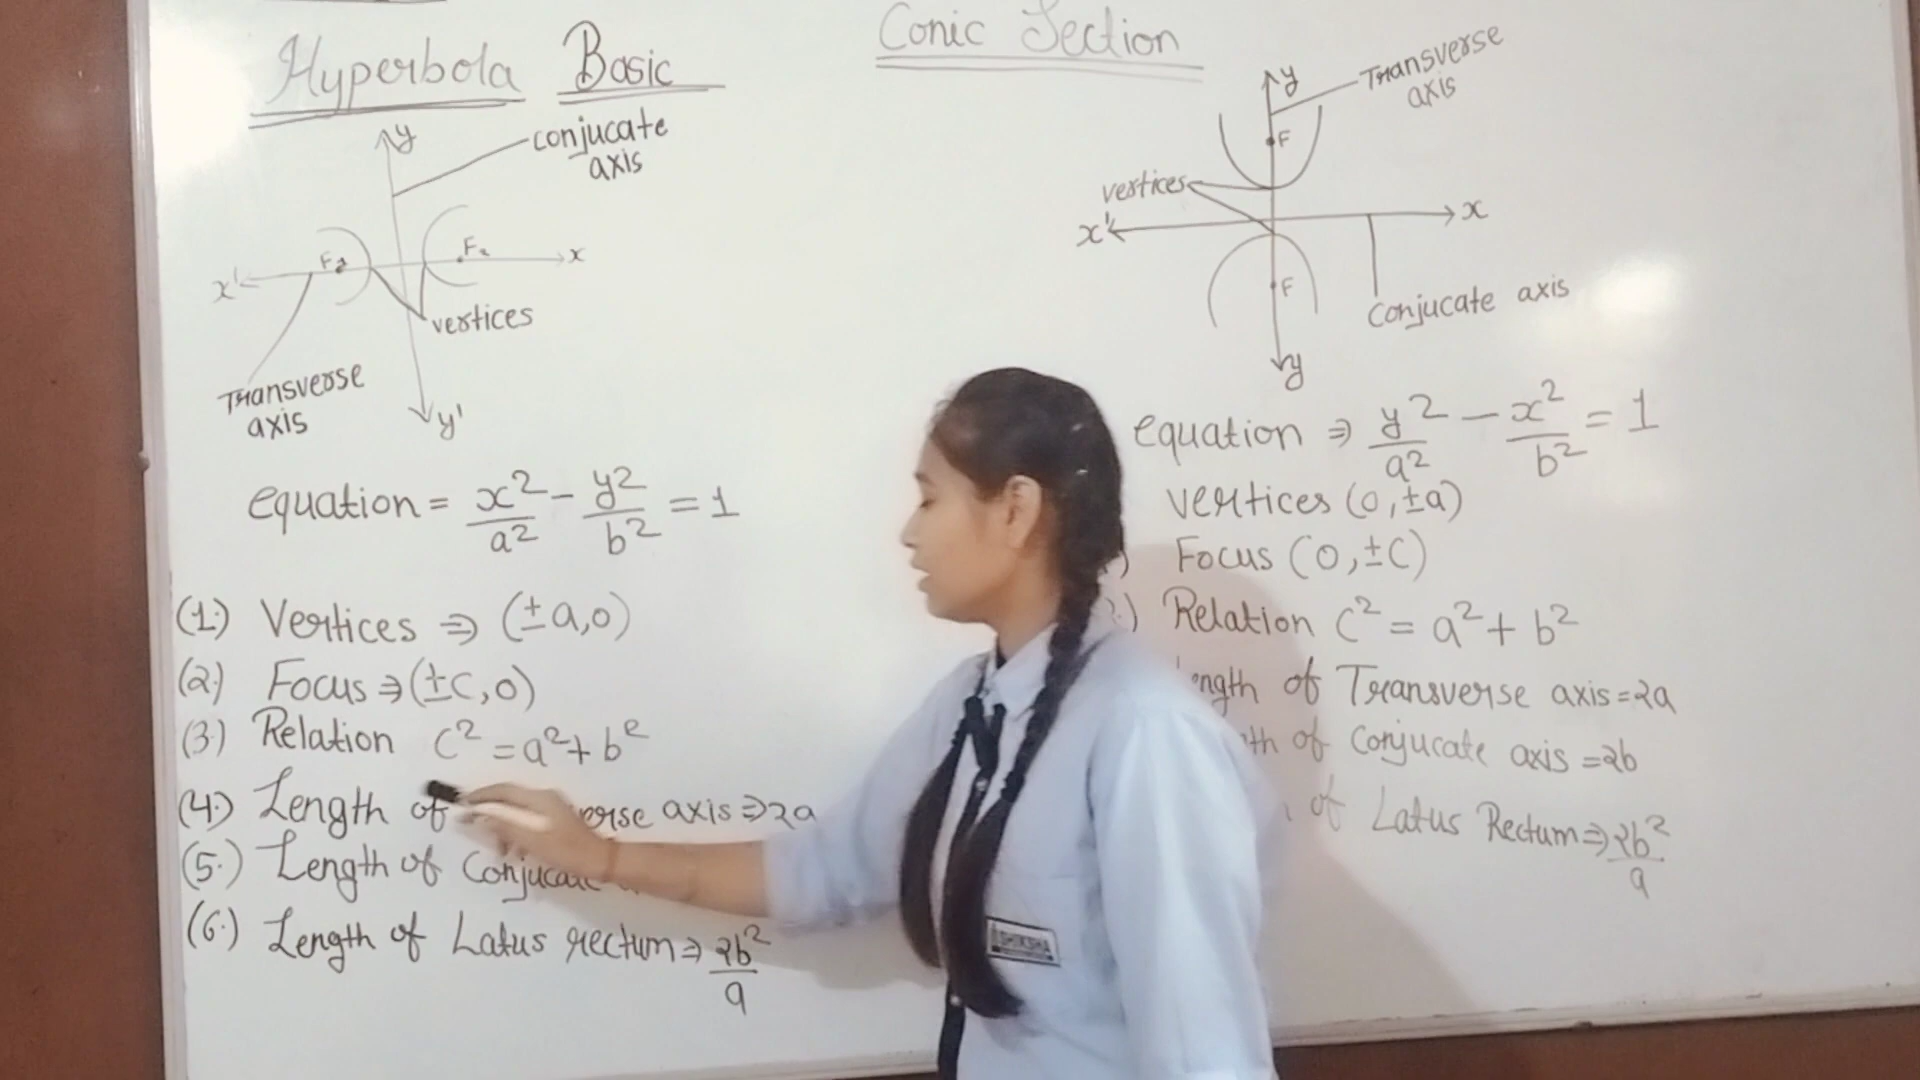 Hyperbola Basic
y
conjucate
axis
F2
F2
x'
x
vertices
Transverse
axis
y'
equation = x²/a² - y²/b² = 1
(1.) Vertices ⇒ (±a,0)
(2.) Focus ⇒ (±c,0)
(3.) Relation c² = a² + b²
(4.) Length of axis ⇒ 2a
(5.) Length of Conjucate
(6.) Length of Latus rectum ⇒ 2b²/a
Conic Section
y
Transverse
axis
F
vertices
x'
x
F
Conjucate axis
y
equation ⇒ y²/a² - x²/b² = 1
Vertices (0,±a)
Focus (0,±C)
Relation c² = a² + b²
of Transverse axis = 2a
of Conjucate axis = 2b
of Latus Rectum ⇒ 2b²/a
SHIKSHA